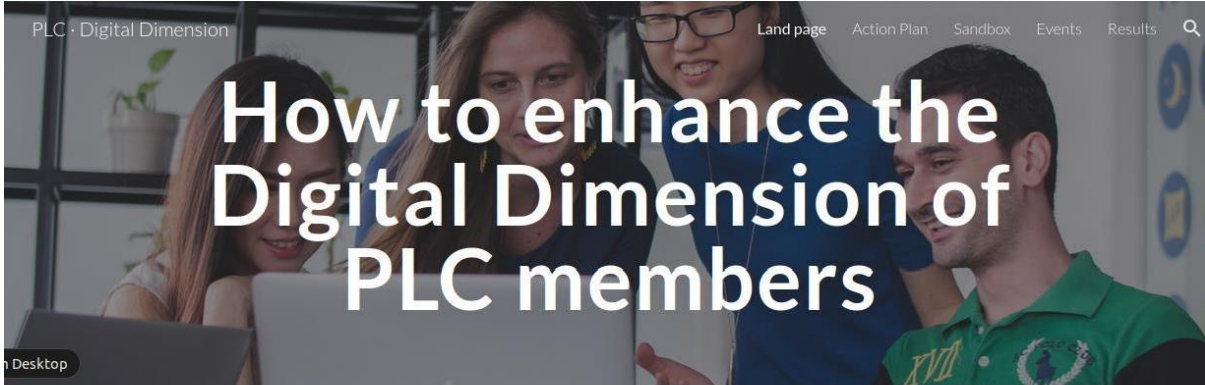 PLC · Digital Dimension
Land page Action Plan Sandbox Events Results
How to enhance the
Digital Dimension of
PLC members
n Desktop
XVII